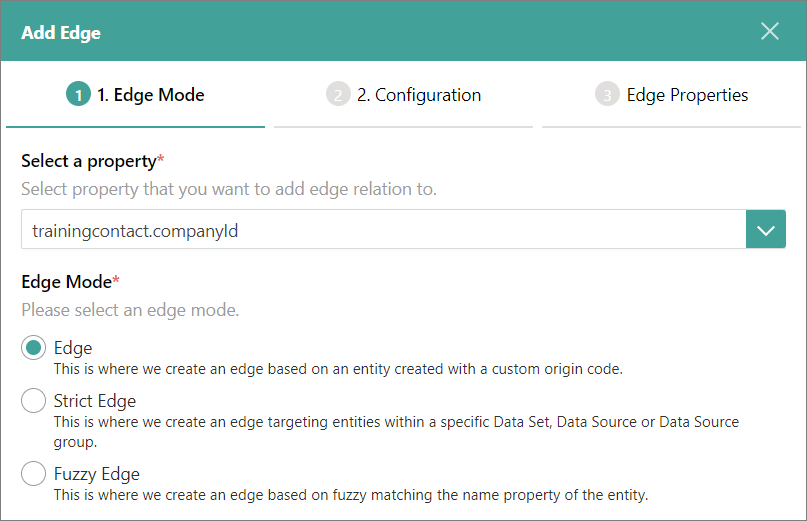 Add Edge
1 1. Edge Mode
2 2. Configuration
3 Edge Properties
Select a property*
Select property that you want to add edge relation to.
trainingcontact.companyId
Edge Mode*
Please select an edge mode.
Edge
This is where we create an edge based on an entity created with a custom origin code.
Strict Edge
This is where we create an edge targeting entities within a specific Data Set, Data Source or Data Source
group.
Fuzzy Edge
This is where we create an edge based on fuzzy matching the name property of the entity.